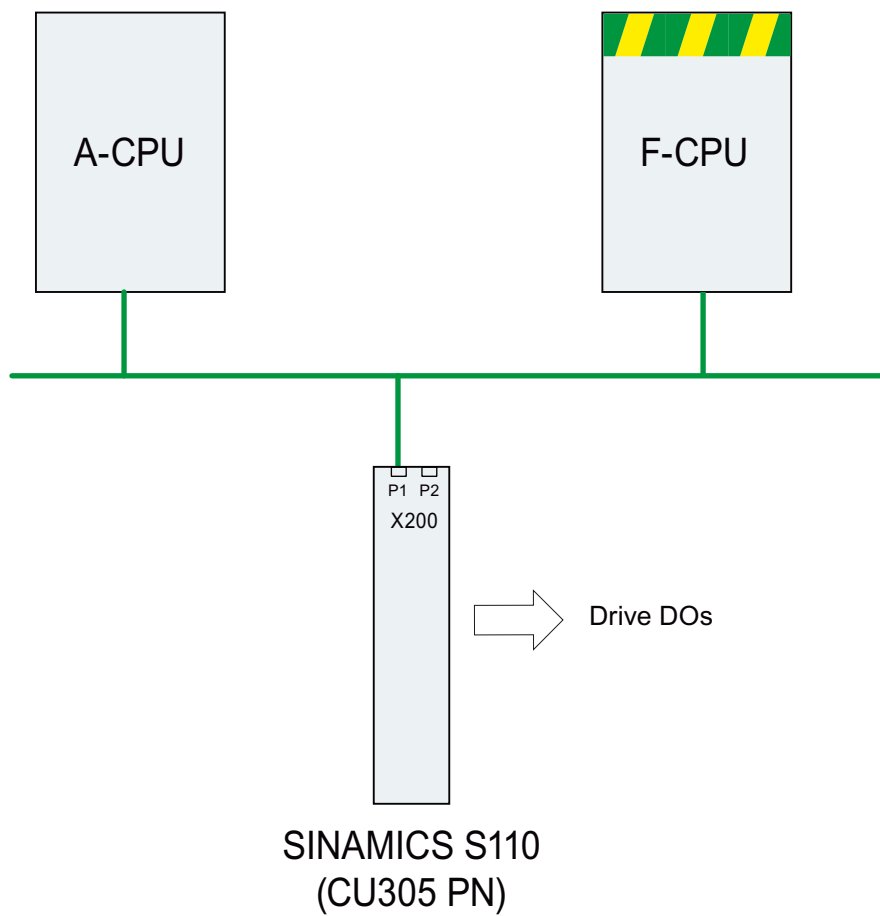 A-CPU
F-CPU
P1 P2
X200
Drive DOs
SINAMICS S110
(CU305 PN)